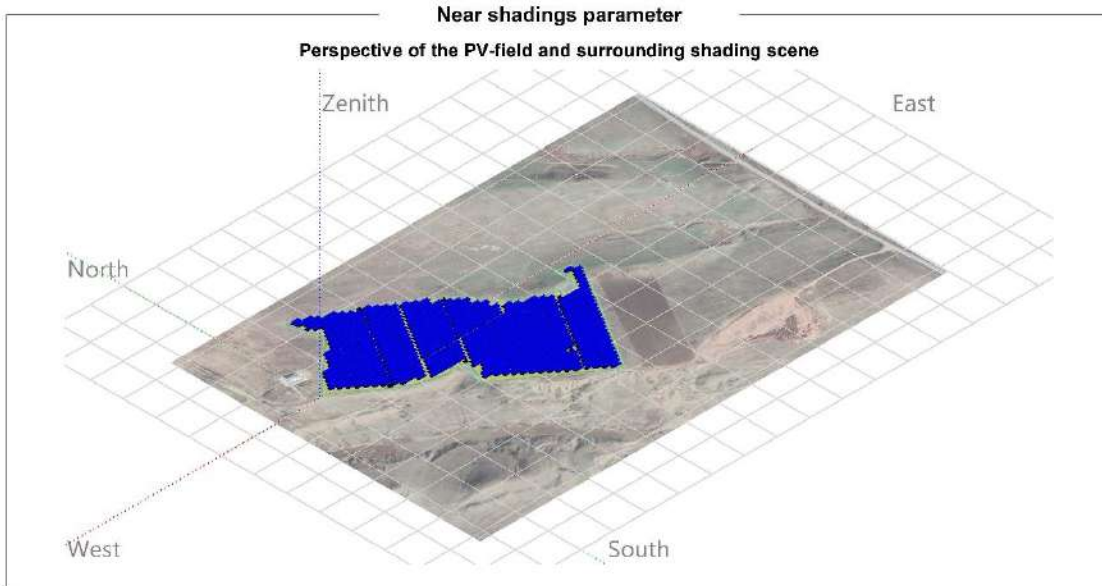 Near shadings parameter
Perspective of the PV-field and surrounding shading scene
Zenith
East
North
West
South